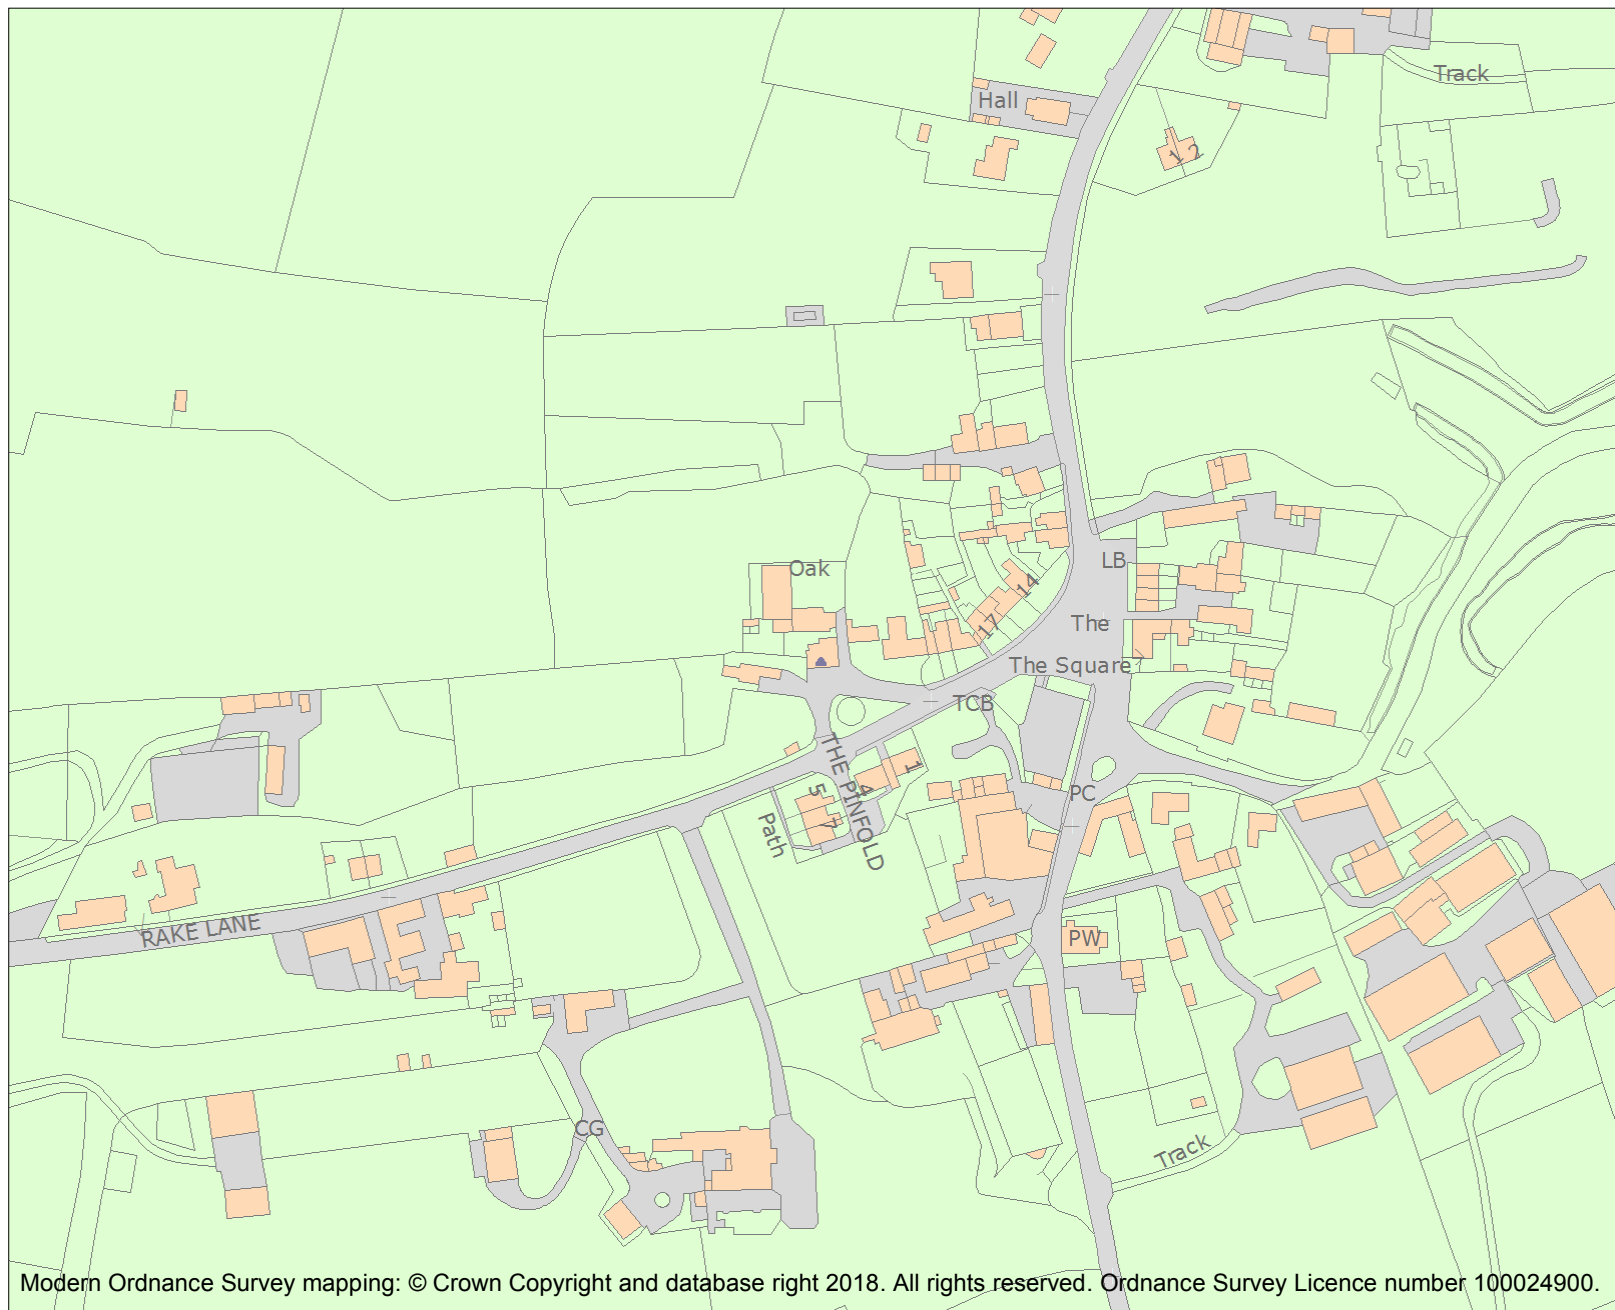 Track
Hall
1 2
Oak
LB
14
17
The
The Square
7
TCB
THE PINFOLD
1
4
5
7
Path
PC
RAKE LANE
PW
CG
Track
Modern Ordnance Survey mapping: © Crown Copyright and database right 2018. All rights reserved. Ordnance Survey Licence number 100024900.